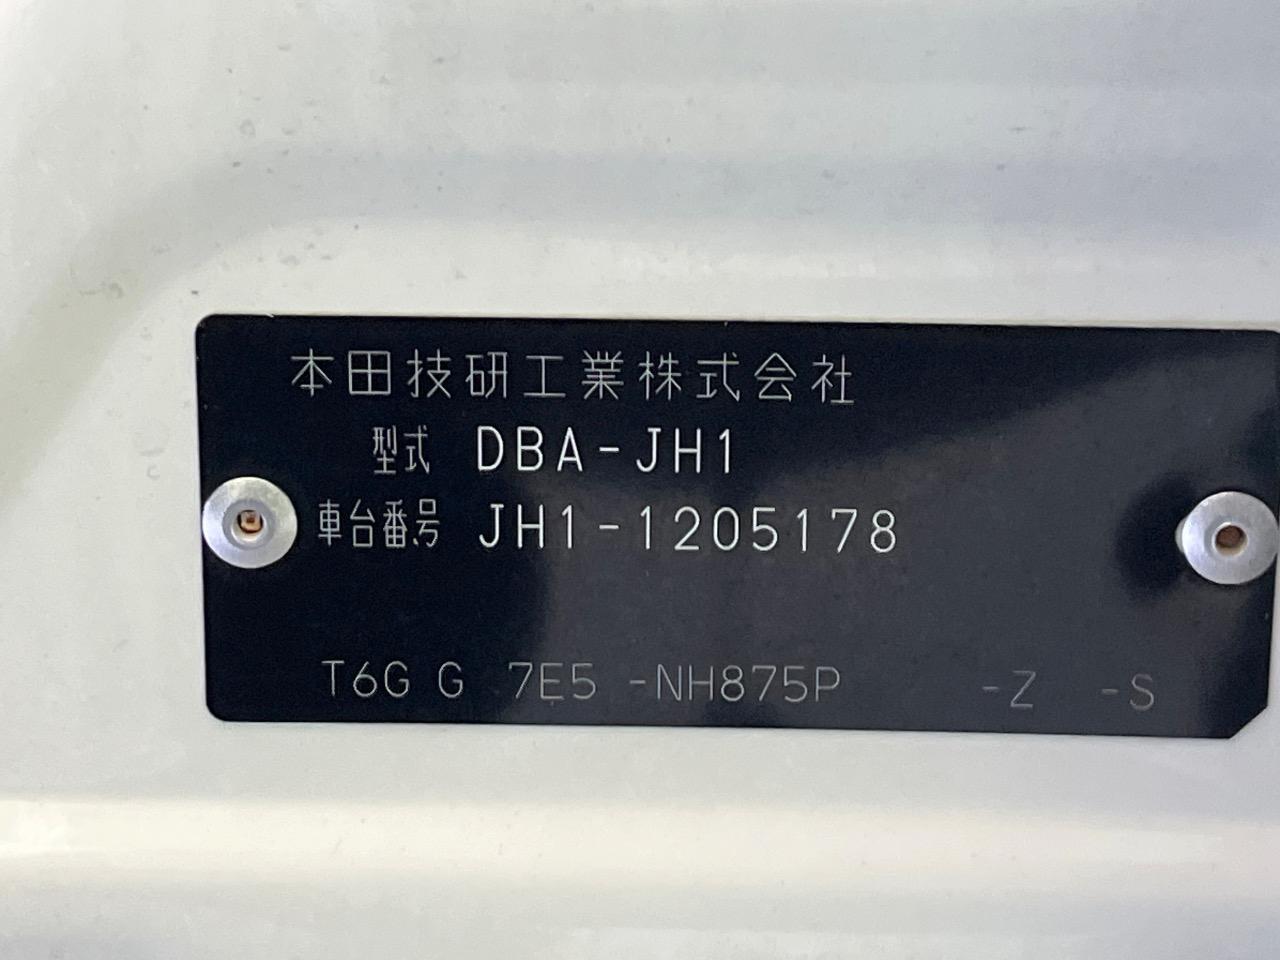 本田技研工業株式会社
型式 DBA-JH1
車台番号 JH1-1205178
T6G G 7E5 -NH875P -Z -S